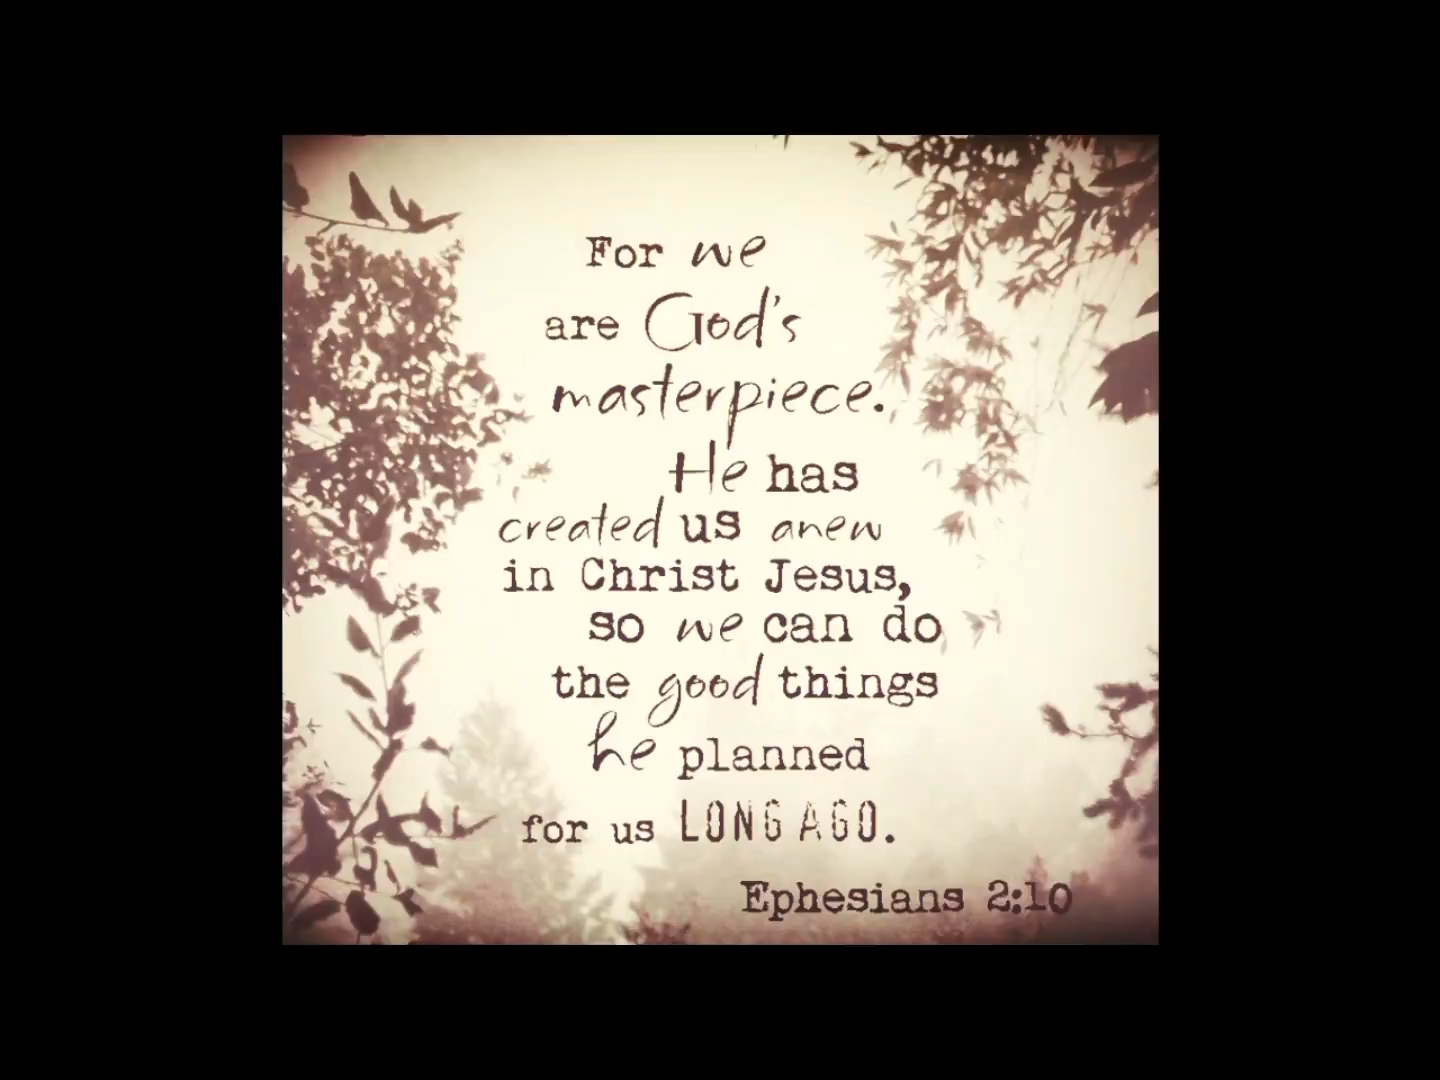 For we
are God's
masterpiece.
He has
created us anew
in Christ Jesus,
so we can do
the good things
he planned
for us LONG AGO.
Ephesians 2:10